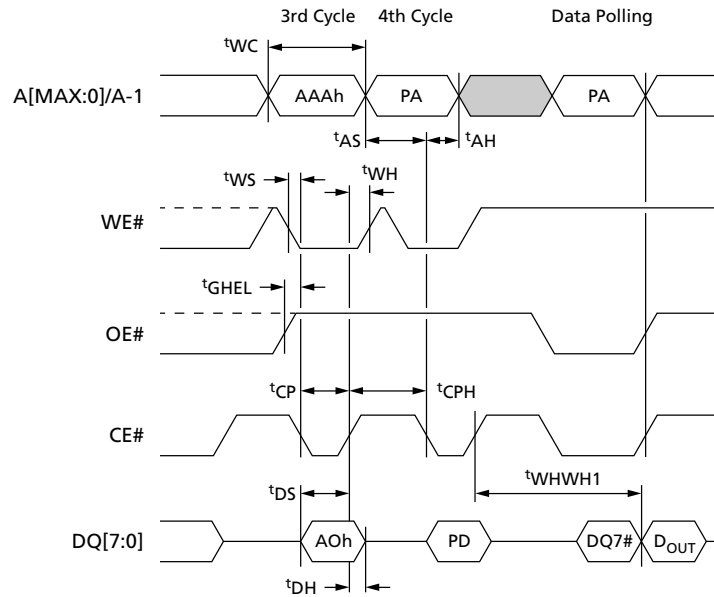 3rd Cycle 4th Cycle Data Polling
tWC
A[MAX:0]/A-1 AAAh PA PA
tAS tAH
tWS tWH
WE#
tGHEL
OE#
tCP tCPH
CE#
tWHWH1
tDS
DQ[7:0] AOh PD DQ7# DOUT
tDH